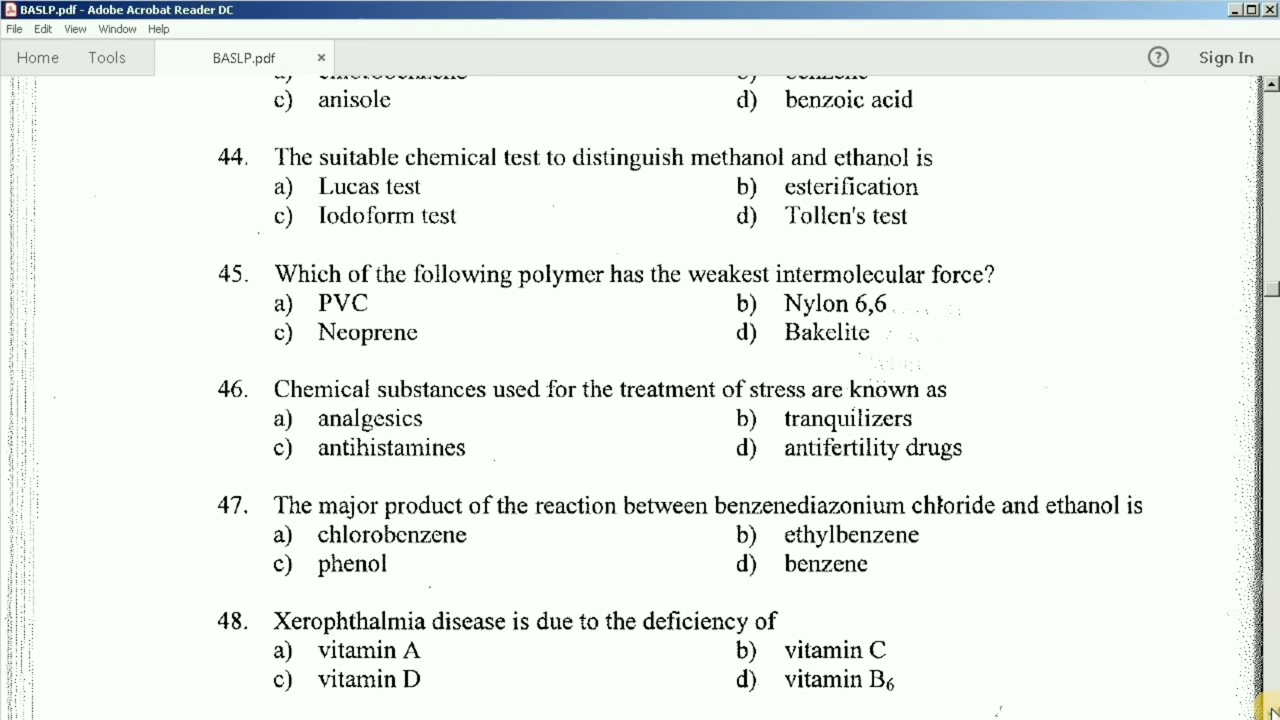 BASLP.pdf - Adobe Acrobat Reader DC
File Edit View Window Help
Home Tools BASLP.pdf × ? Sign In
c) anisole d) benzoic acid
44. The suitable chemical test to distinguish methanol and ethanol is
a) Lucas test b) esterification
c) Iodoform test d) Tollen's test
45. Which of the following polymer has the weakest intermolecular force?
a) PVC b) Nylon 6,6
c) Neoprene d) Bakelite
46. Chemical substances used for the treatment of stress are known as
a) analgesics b) tranquilizers
c) antihistamines d) antifertility drugs
47. The major product of the reaction between benzenediazonium chloride and ethanol is
a) chlorobenzene b) ethylbenzene
c) phenol d) benzene
48. Xerophthalmia disease is due to the deficiency of
a) vitamin A b) vitamin C
c) vitamin D d) vitamin B₆